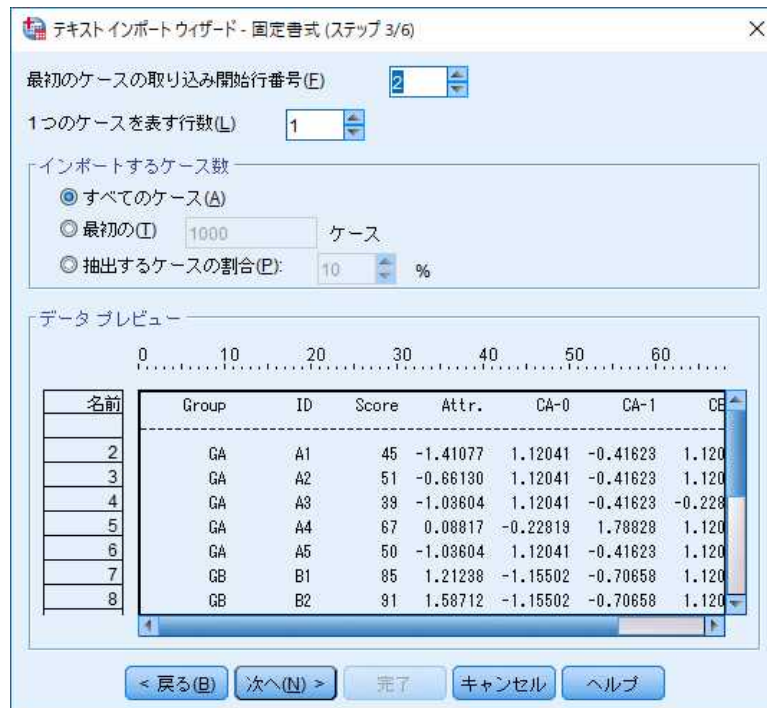 テキスト インポート ウィザード - 固定書式 (ステップ 3/6)
最初のケースの取り込み開始行番号(F) 2
1つのケースを表す行数(L) 1
インポートするケース数
すべてのケース(A)
最初の(T) 1000 ケース
抽出するケースの割合(P): 10 %
データ プレビュー
0 10 20 30 40 50 60
名前 Group ID Score Attr. CA-0 CA-1 CB
2 GA A1 45 -1.41077 1.12041 -0.41623 1.120
3 GA A2 51 -0.66130 1.12041 -0.41623 1.120
4 GA A3 39 -1.03604 1.12041 -0.41623 -0.228
5 GA A4 67 0.08817 -0.22819 1.78828 1.120
6 GA A5 50 -1.03604 1.12041 -0.41623 1.120
7 GB B1 85 1.21238 -1.15502 -0.70658 1.120
8 GB B2 91 1.58712 -1.15502 -0.70658 1.120
< 戻る(B) 次へ(N) > 完了 キャンセル ヘルプ